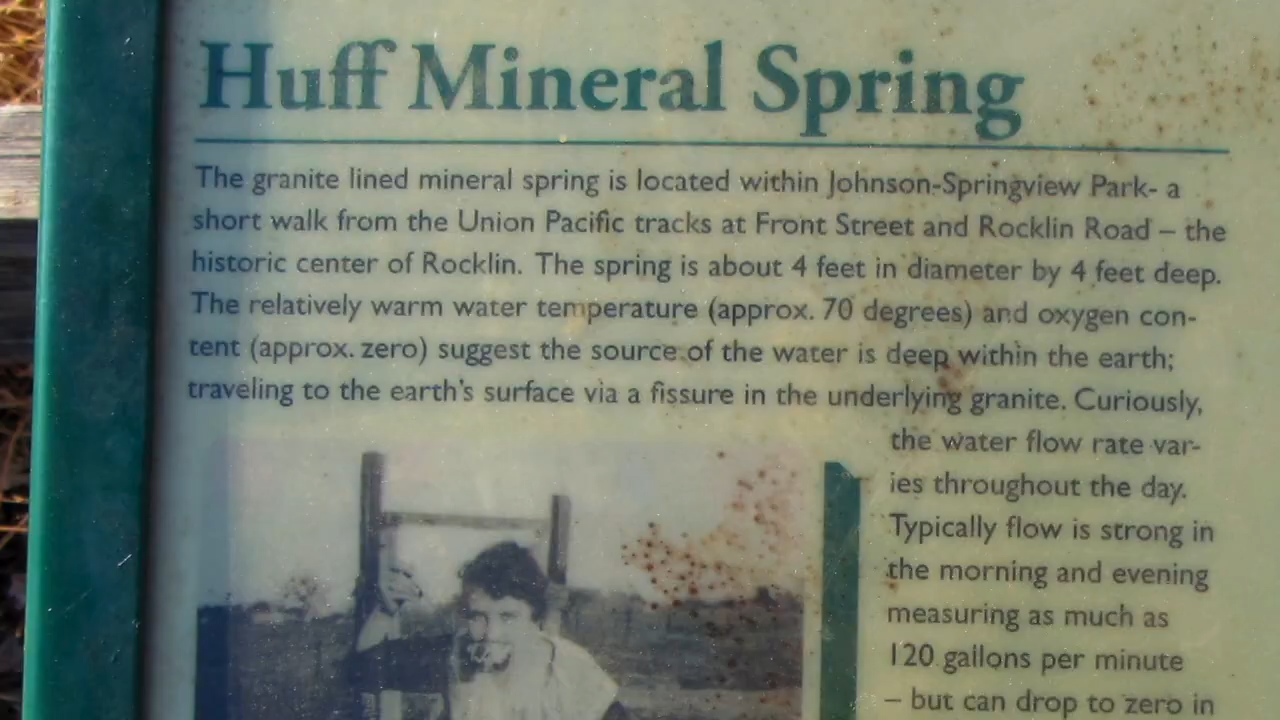 Huff Mineral Spring
The granite lined mineral spring is located within Johnson-Springview Park- a
short walk from the Union Pacific tracks at Front Street and Rocklin Road – the
historic center of Rocklin. The spring is about 4 feet in diameter by 4 feet deep.
The relatively warm water temperature (approx. 70 degrees) and oxygen con-
tent (approx. zero) suggest the source of the water is deep within the earth;
traveling to the earth's surface via a fissure in the underlying granite. Curiously,
the water flow rate var-
ies throughout the day.
Typically flow is strong in
the morning and evening
measuring as much as
120 gallons per minute
– but can drop to zero in